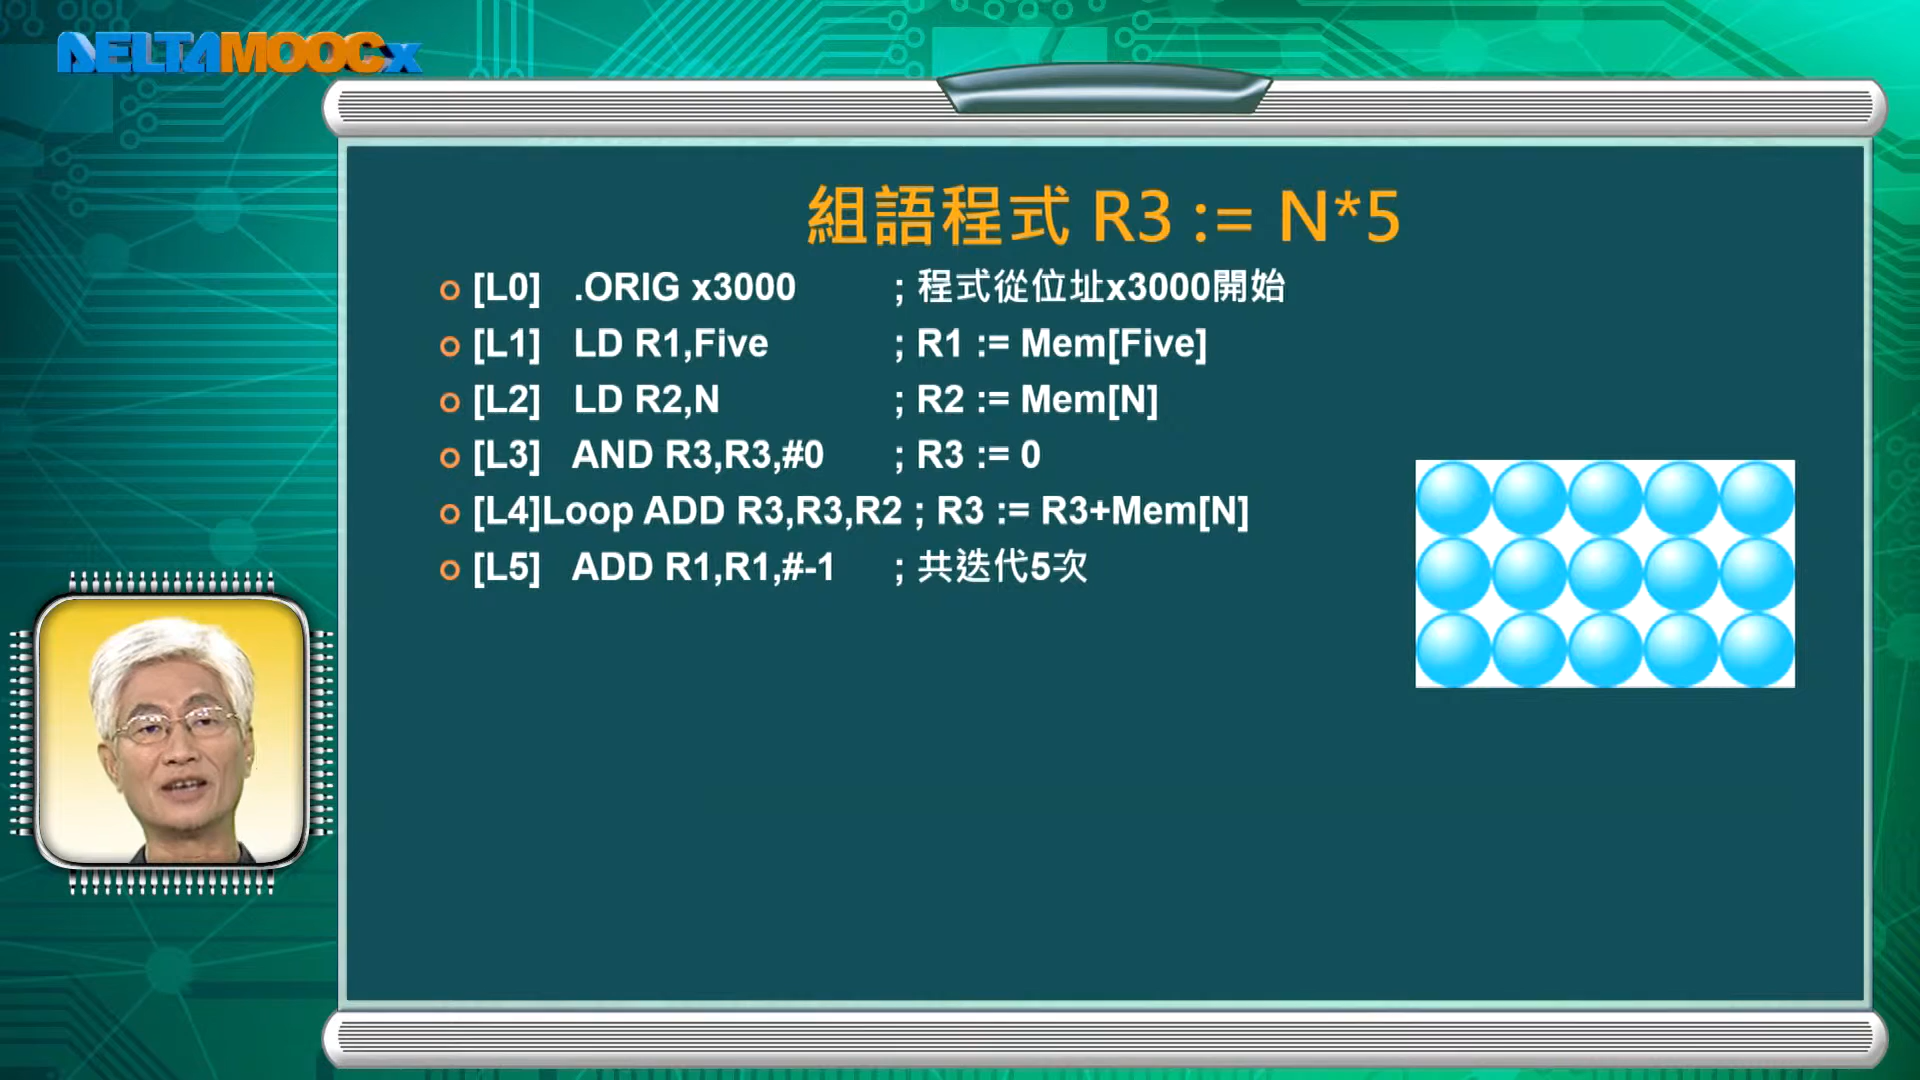 DELTAMOOCx
組語程式 R3 := N*5
[L0] .ORIG x3000 ; 程式從位址x3000開始
[L1] LD R1,Five ; R1 := Mem[Five]
[L2] LD R2,N ; R2 := Mem[N]
[L3] AND R3,R3,#0 ; R3 := 0
[L4]Loop ADD R3,R3,R2 ; R3 := R3+Mem[N]
[L5] ADD R1,R1,#-1 ; 共迭代5次